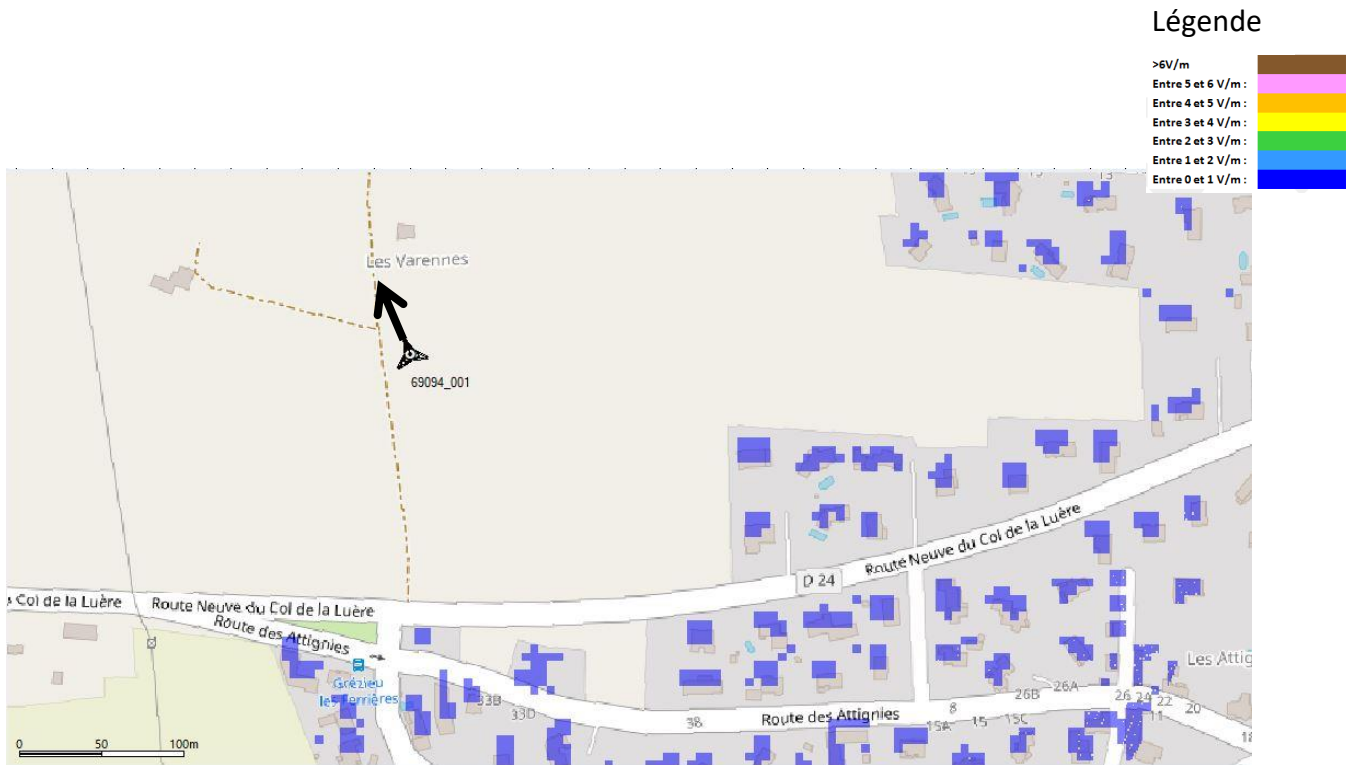 Légende
>6V/m
Entre 5 et 6 V/m :
Entre 4 et 5 V/m :
Entre 3 et 4 V/m :
Entre 2 et 3 V/m :
Entre 1 et 2 V/m :
Entre 0 et 1 V/m :
13
Les Varennes
69094_001
Route Neuve du Col de la Luère
D 24
Col de la Luère
Route Neuve du Col de la Luère
Route des Attignies
Les Attig
Grézieu
les Ferrières
33B
33D
38
Route des Attignies
8
15A
15
15C
26B
26A
26
24
22
20
11
18
0
50
100m